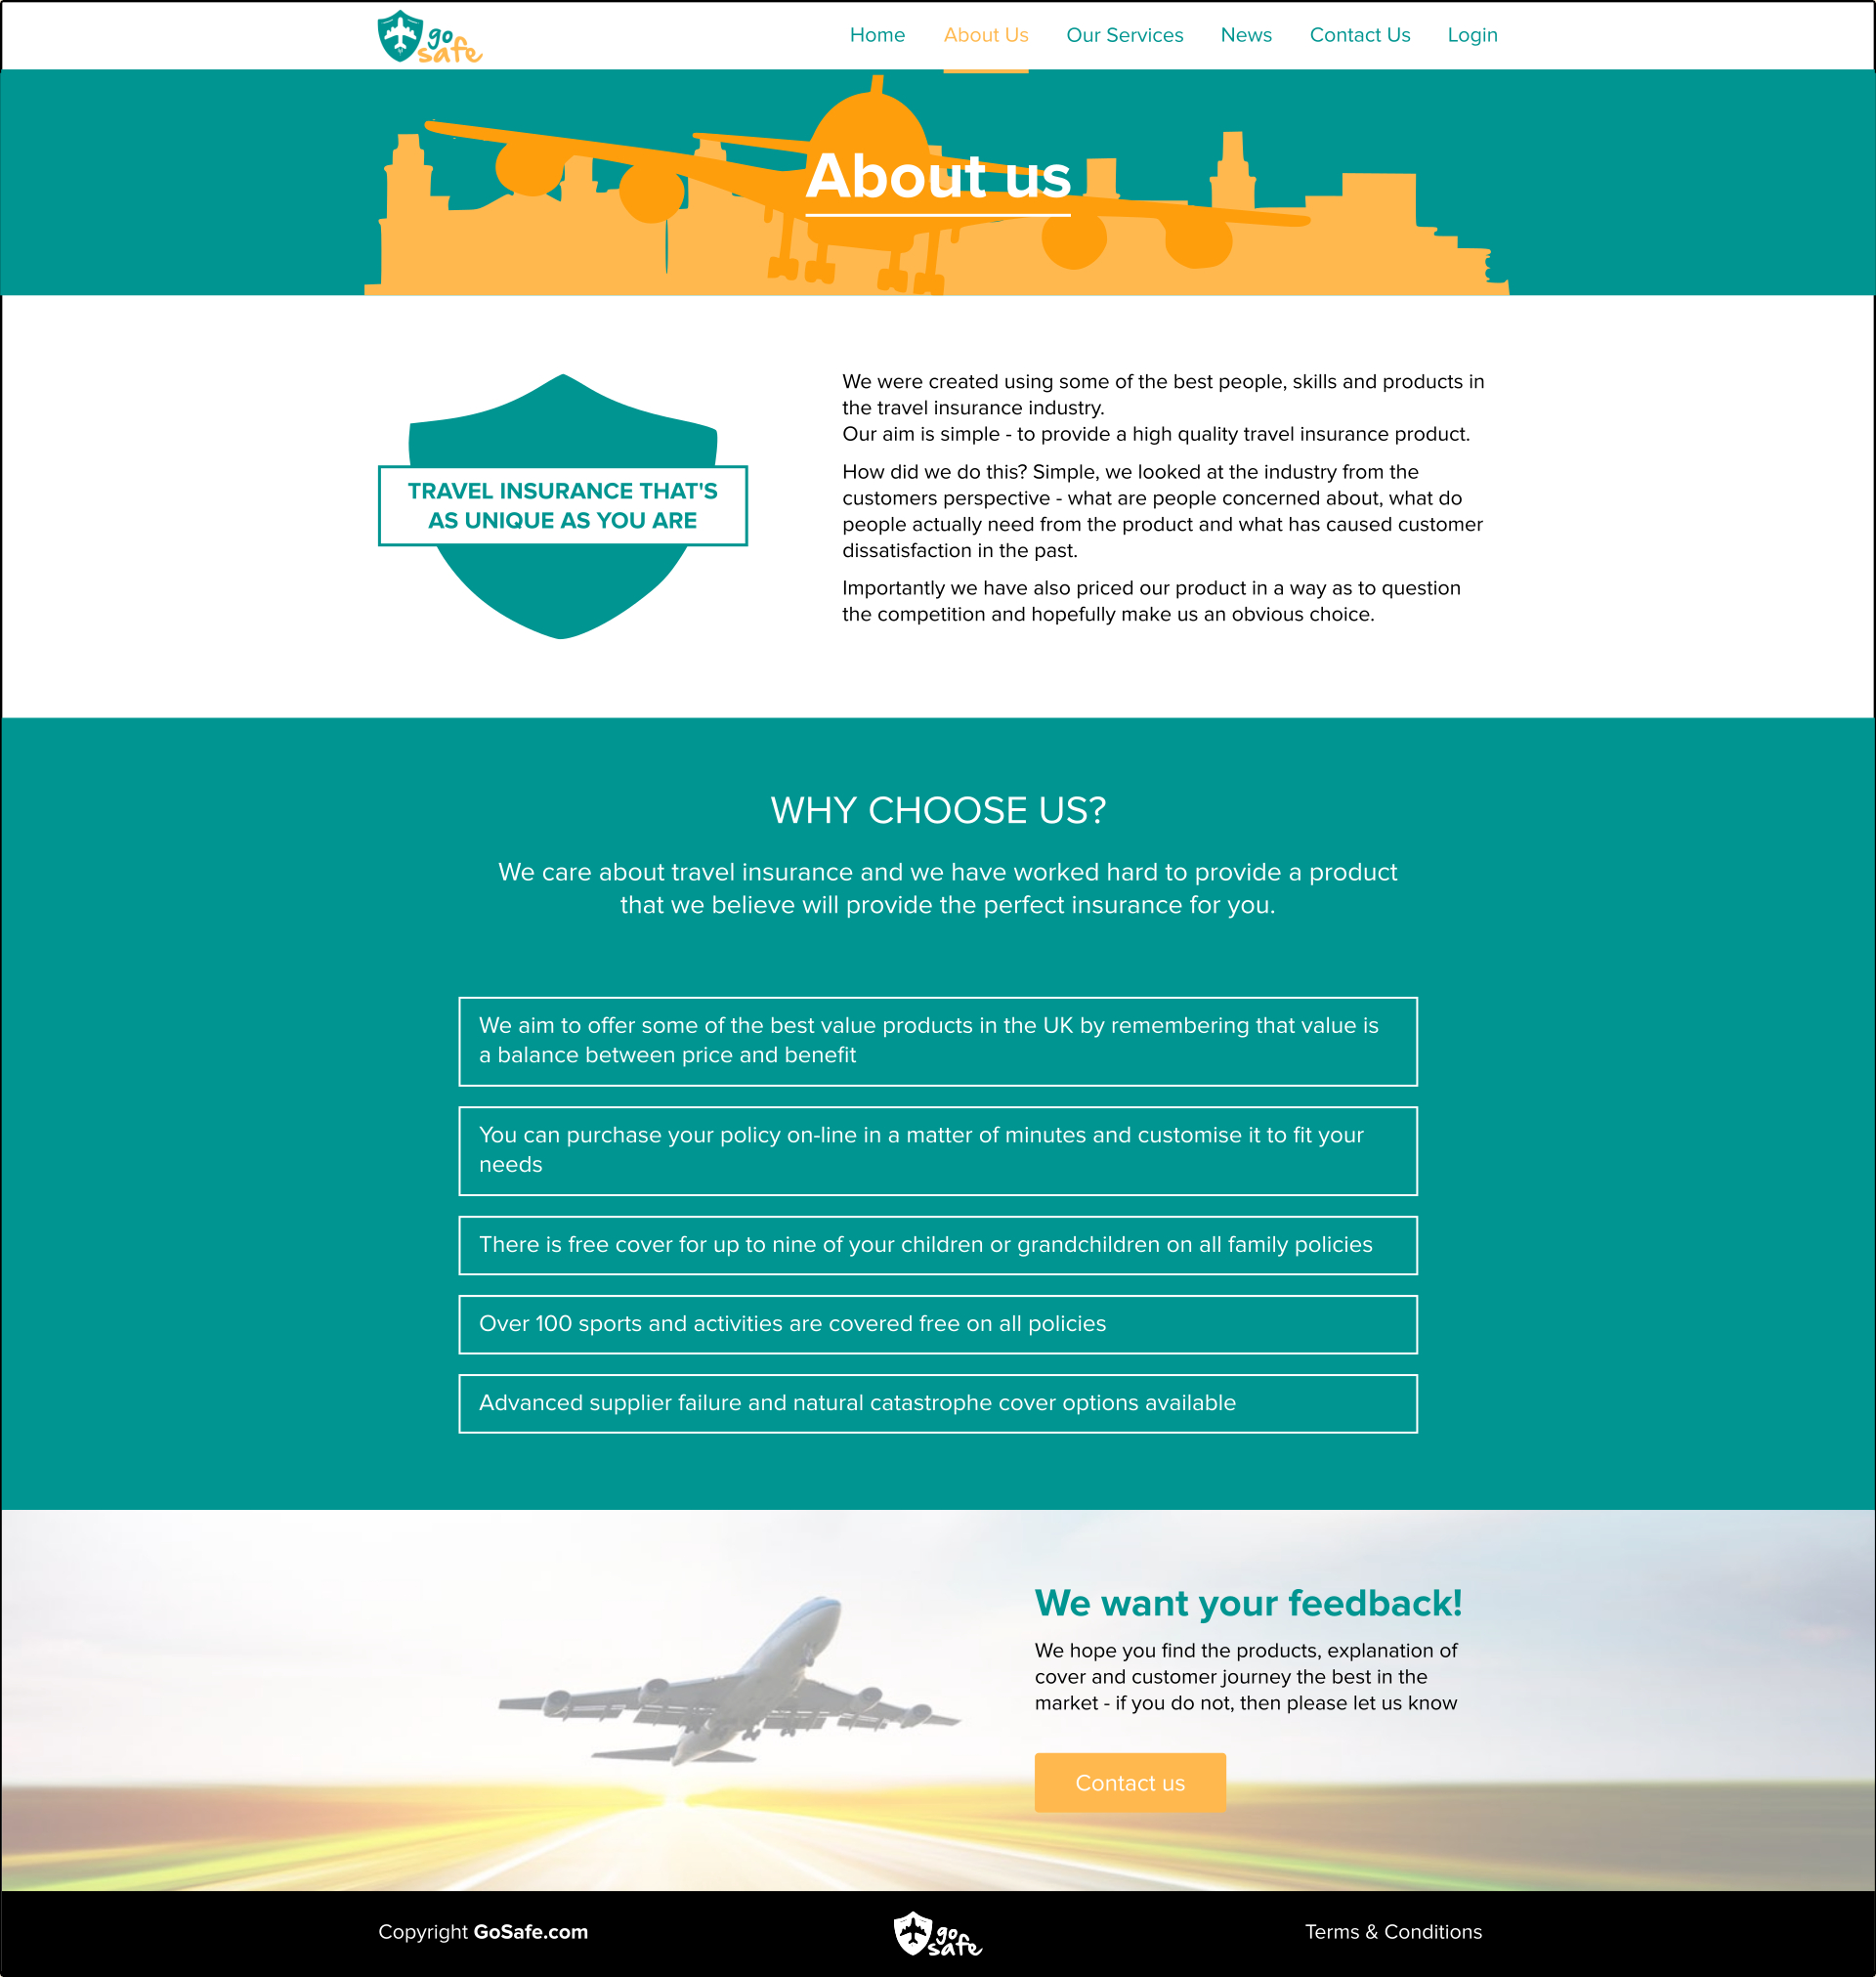 go
safe
Home About Us Our Services News Contact Us Login
About us
TRAVEL INSURANCE THAT'S
AS UNIQUE AS YOU ARE
We were created using some of the best people, skills and products in
the travel insurance industry.
Our aim is simple - to provide a high quality travel insurance product.
How did we do this? Simple, we looked at the industry from the
customers perspective - what are people concerned about, what do
people actually need from the product and what has caused customer
dissatisfaction in the past.
Importantly we have also priced our product in a way as to question
the competition and hopefully make us an obvious choice.
WHY CHOOSE US?
We care about travel insurance and we have worked hard to provide a product
that we believe will provide the perfect insurance for you.
We aim to offer some of the best value products in the UK by remembering that value is
a balance between price and benefit
You can purchase your policy on-line in a matter of minutes and customise it to fit your
needs
There is free cover for up to nine of your children or grandchildren on all family policies
Over 100 sports and activities are covered free on all policies
Advanced supplier failure and natural catastrophe cover options available
We want your feedback!
We hope you find the products, explanation of
cover and customer journey the best in the
market - if you do not, then please let us know
Contact us
Copyright GoSafe.com
go
safe
Terms & Conditions